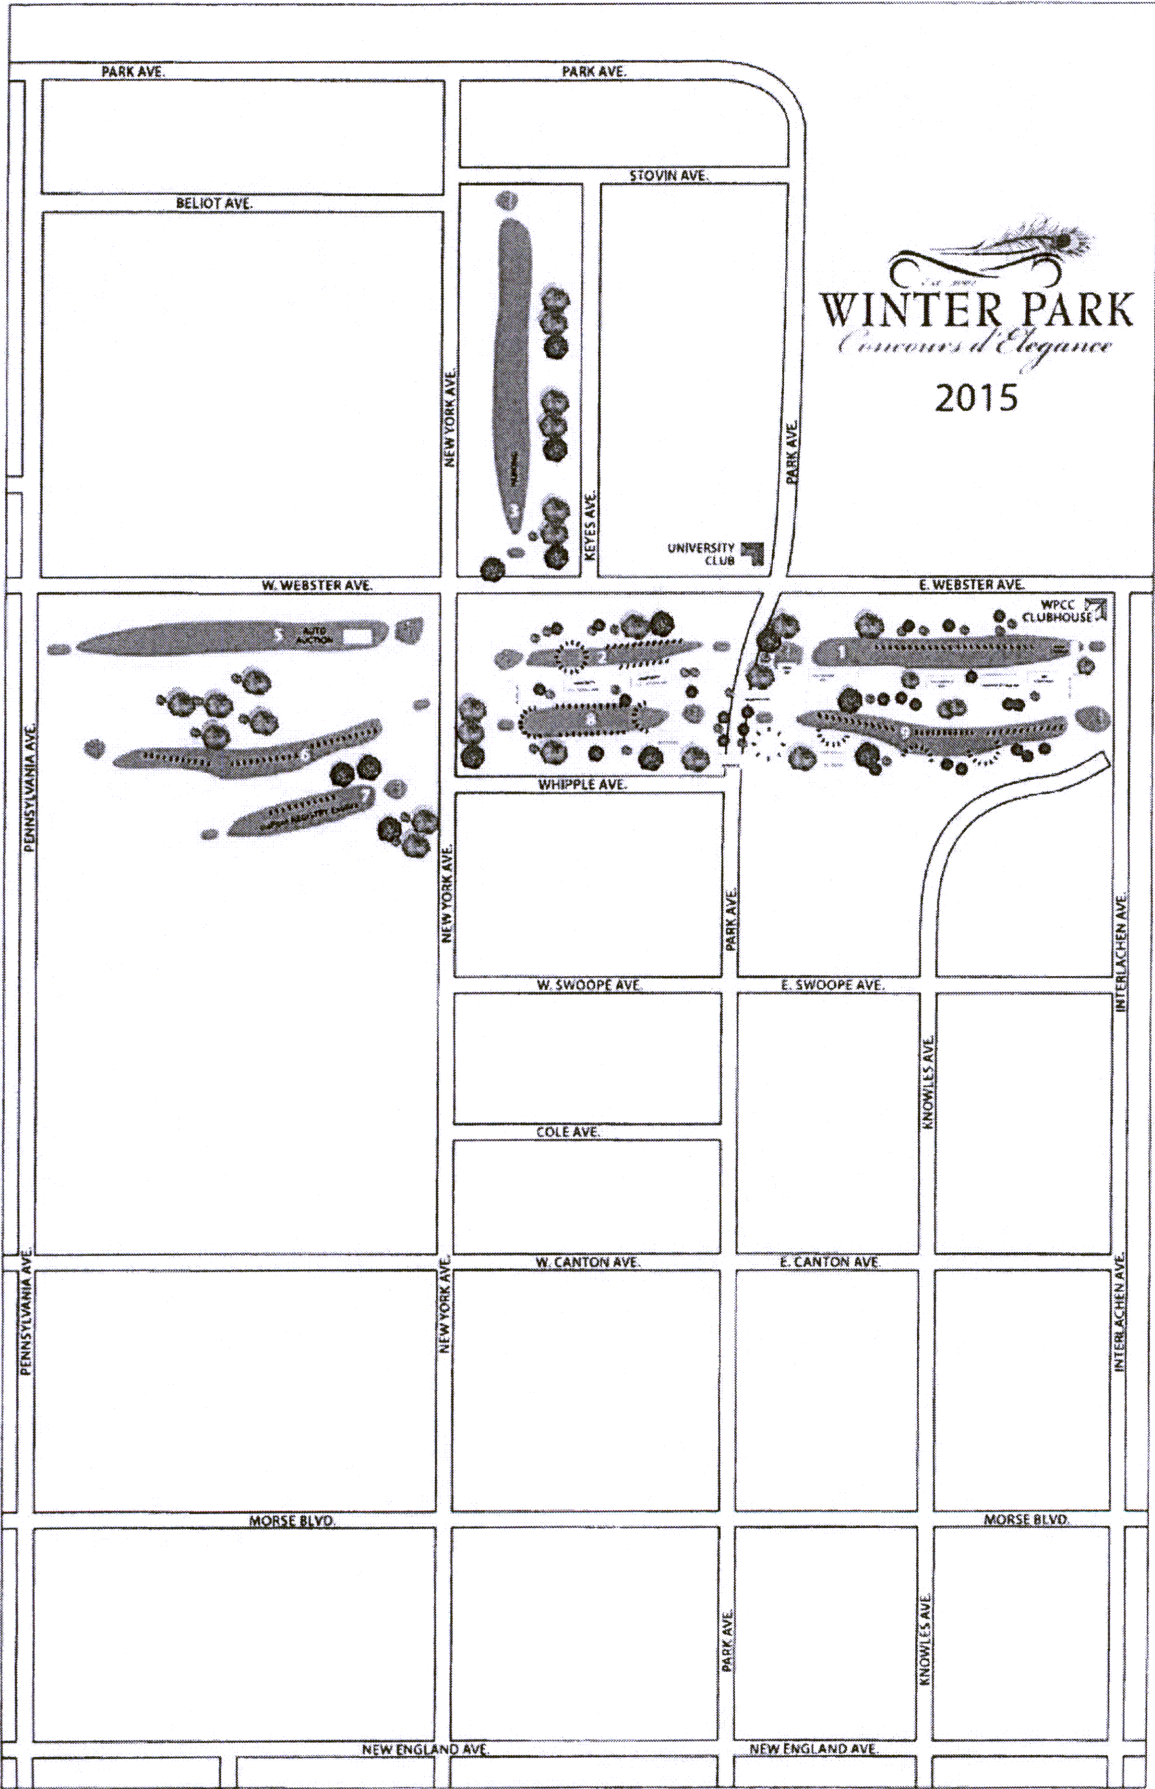 PARK AVE.
PARK AVE.
STOVIN AVE.
BELIOT AVE.
WINTER PARK
Concours d'Elegance
2015
NEW YORK AVE.
PARK AVE.
PARKING
3
KEYES AVE.
UNIVERSITY
CLUB
W. WEBSTER AVE.
E. WEBSTER AVE.
WPCC
CLUBHOUSE
5
AUTO
AUCTION
2
1
8
9
6
7
PENNSYLVANIA AVE.
WHIPPLE AVE.
NEW YORK AVE.
PARK AVE.
INTERLACHEN AVE.
W. SWOOPE AVE.
E. SWOOPE AVE.
KNOWLES AVE.
COLE AVE.
W. CANTON AVE.
E. CANTON AVE.
PENNSYLVANIA AVE.
NEW YORK AVE.
INTERLACHEN AVE.
MORSE BLVD.
MORSE BLVD.
PARK AVE.
KNOWLES AVE.
NEW ENGLAND AVE.
NEW ENGLAND AVE.